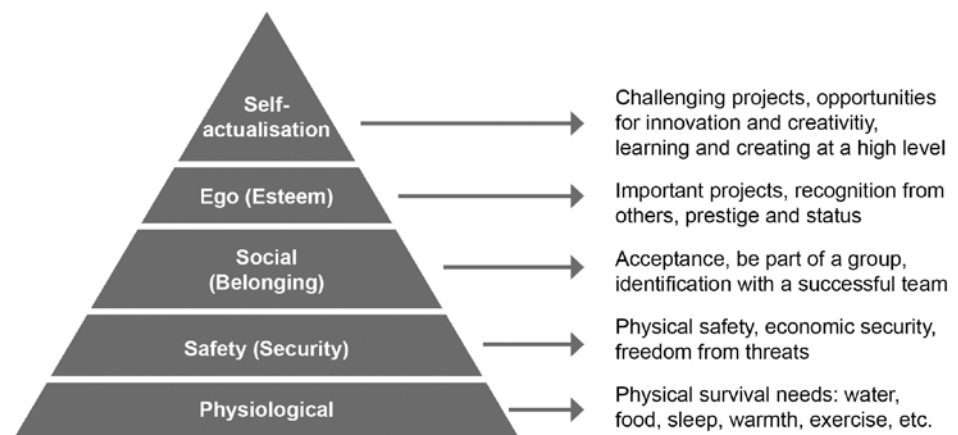 Self-
actualisation
Challenging projects, opportunities
for innovation and creativitiy,
learning and creating at a high level
Ego (Esteem)
Important projects, recognition from
others, prestige and status
Social
(Belonging)
Acceptance, be part of a group,
identification with a successful team
Safety (Security)
Physical safety, economic security,
freedom from threats
Physiological
Physical survival needs: water,
food, sleep, warmth, exercise, etc.